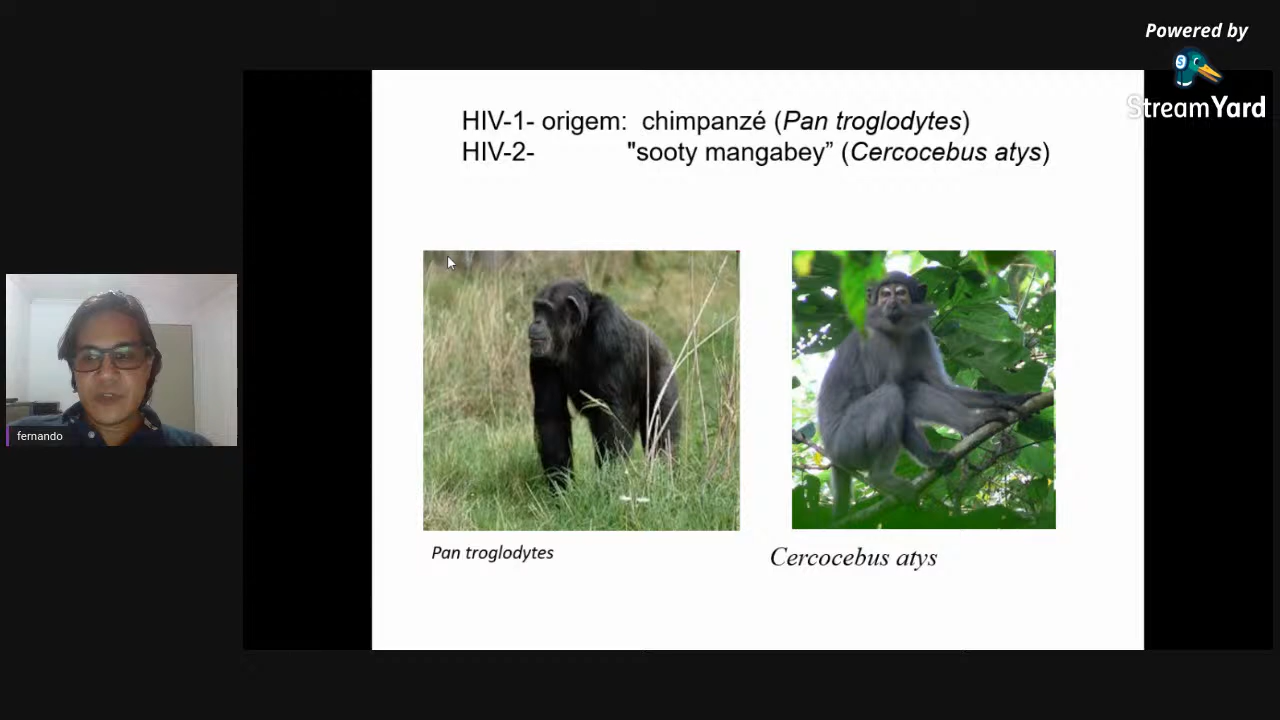 Powered by
StreamYard
HIV-1- origem: chimpanzé (Pan troglodytes)
HIV-2- "sooty mangabey” (Cercocebus atys)
fernando
Pan troglodytes
Cercocebus atys